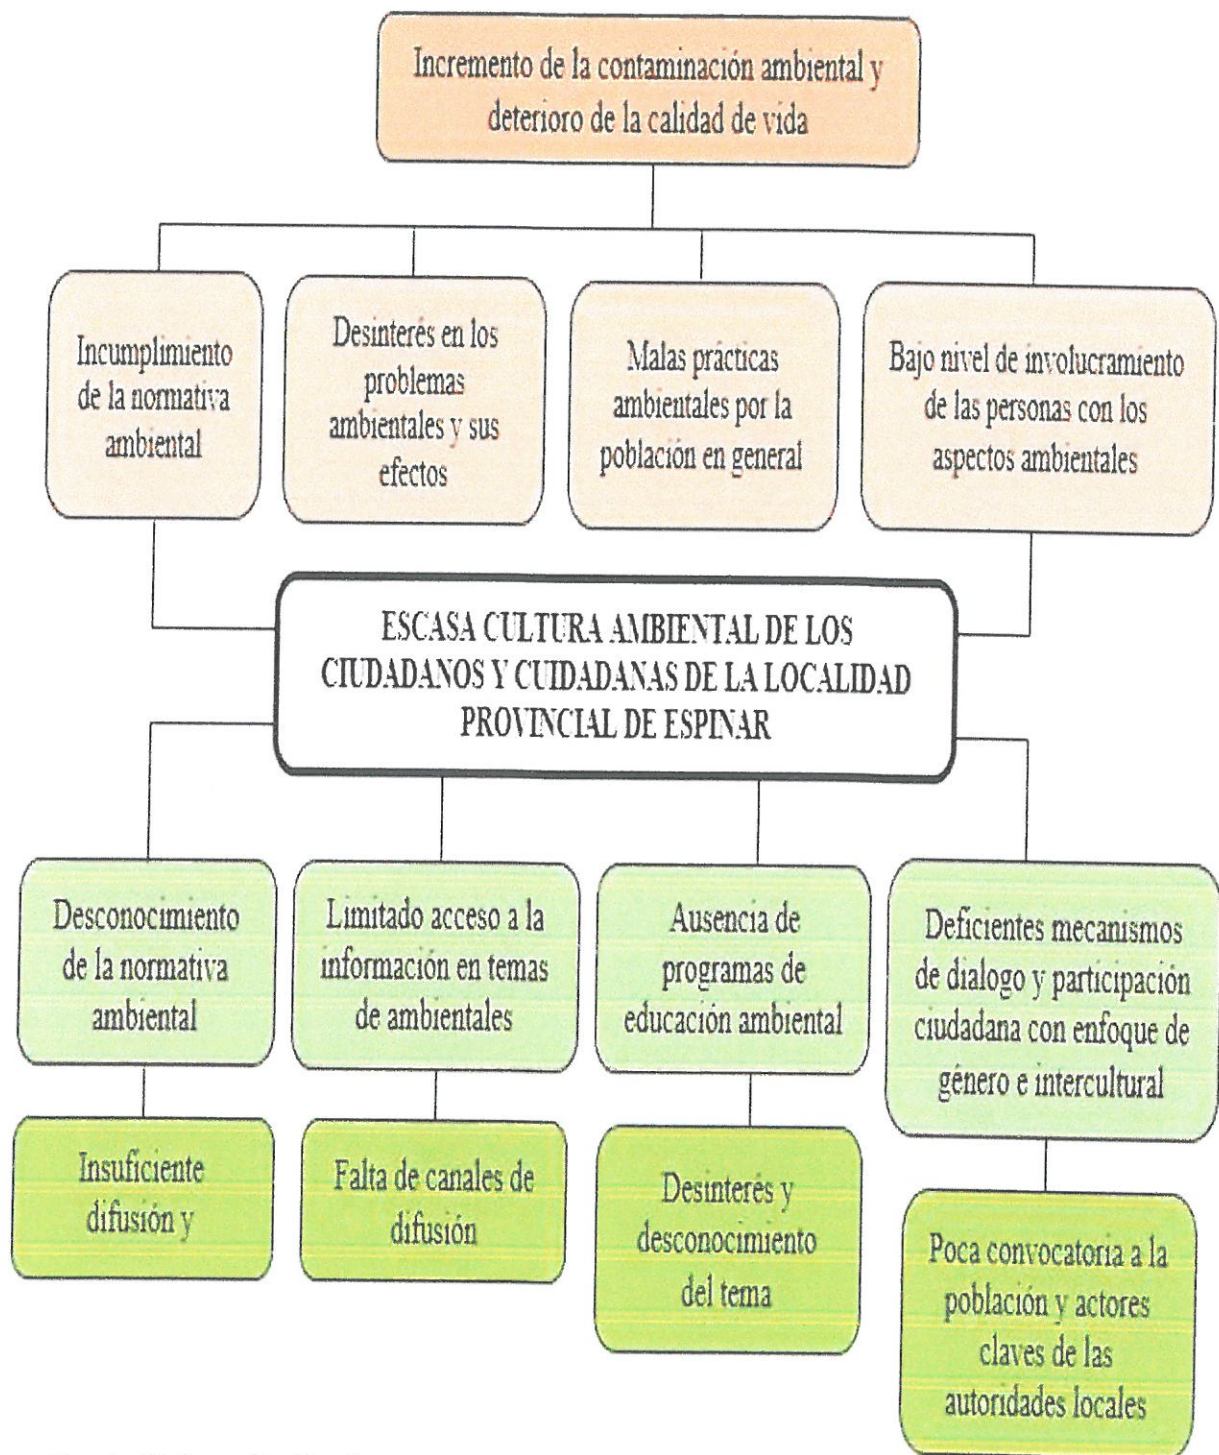 Incremento de la contaminación ambiental y
deterioro de la calidad de vida
Incumplimiento
de la normativa
ambiental
Desinterés en los
problemas
ambientales y sus
efectos
Malas prácticas
ambientales por la
población en general
Bajo nivel de involucramiento
de las personas con los
aspectos ambientales
ESCASA CULTURA AMBIENTAL DE LOS
CIUDADANOS Y CUIDADANAS DE LA LOCALIDAD
PROVINCIAL DE ESPINAR
Desconocimiento
de la normativa
ambiental
Limitado acceso a la
información en temas
de ambientales
Ausencia de
programas de
educación ambiental
Deficientes mecanismos
de dialogo y participación
ciudadana con enfoque de
género e intercultural
Insuficiente
difusión y
Falta de canales de
difusión
Desinterés y
desconocimiento
del tema
Poca convocatoria a la
población y actores
claves de las
autoridades locales